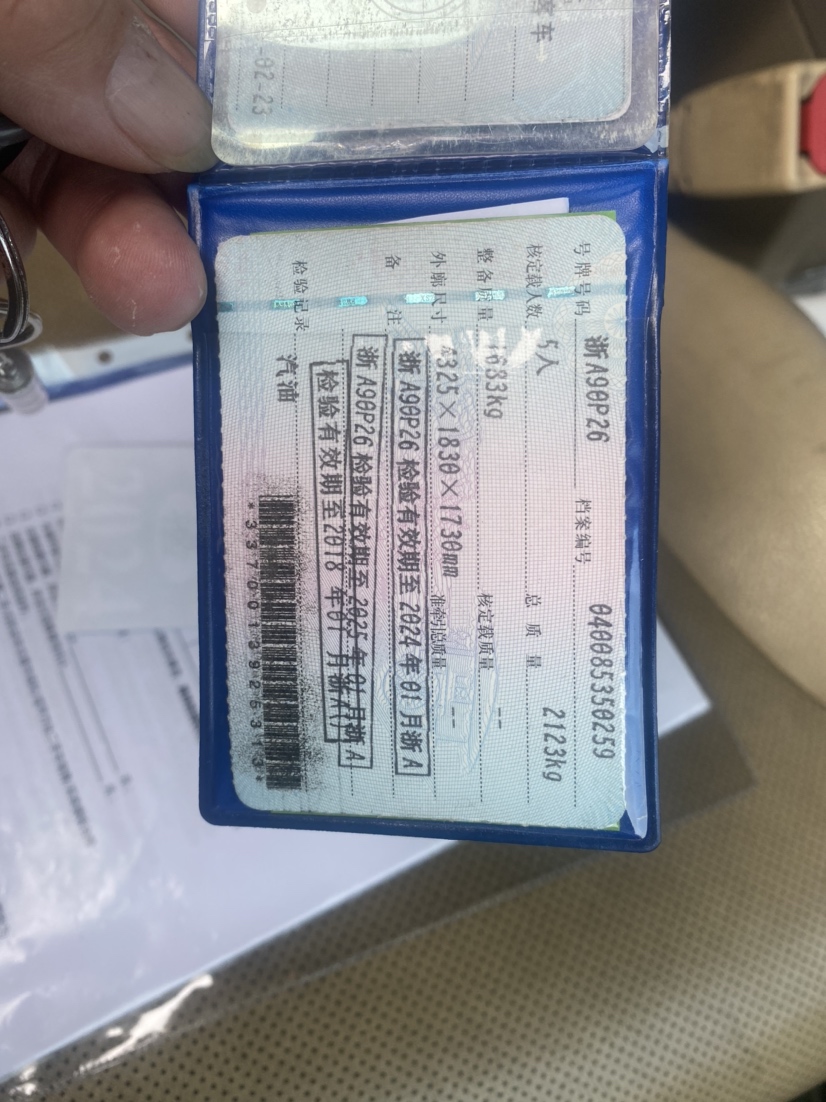 客车
-02-23
号牌号码 浙A90P26 档案编号 040085350259
核定载人数 5人 总质量 2123kg
整备质量 1683kg 核定载质量 --
外廓尺寸 4325×1830×1730mm 准牵引总质量 --
备注 浙A90P26 检验有效期至 2024年01月浙A
浙A90P26 检验有效期至 2025年01月浙A
检验有效期至2018 年01 月浙A()
检验记录 汽油
*3370013926313*